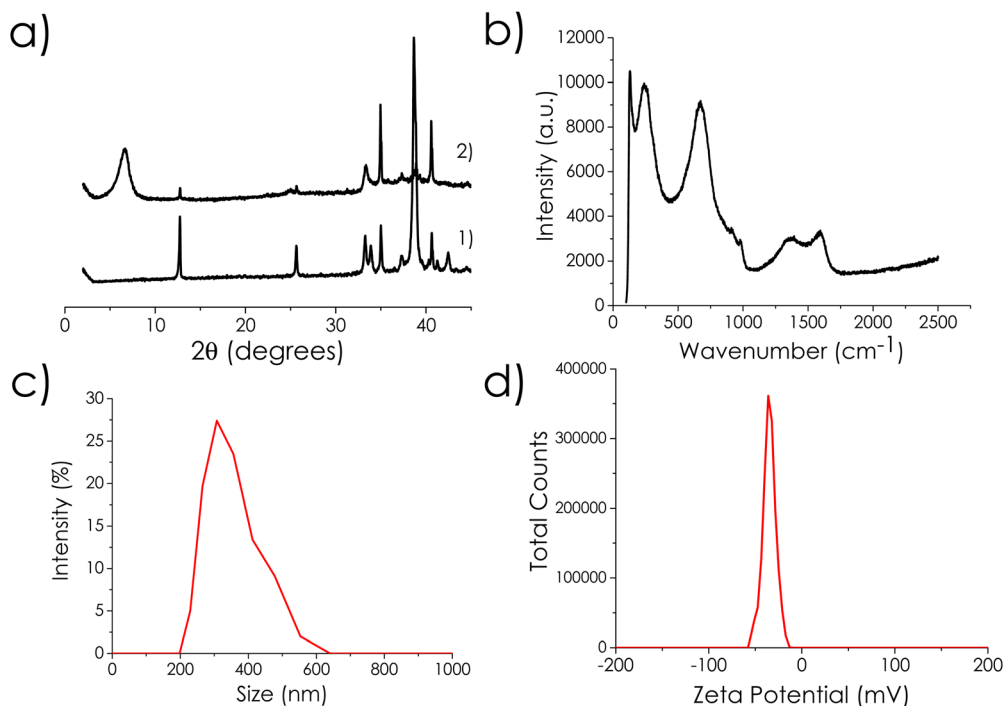 a)
2)
1)
0 10 20 30 40
2θ (degrees)
b)
12000
10000
8000
6000
4000
2000
0
Intensity (a.u.)
0 500 1000 1500 2000 2500
Wavenumber (cm-1)
c)
30
25
20
15
10
5
0
Intensity (%)
0 200 400 600 800 1000
Size (nm)
d)
400000
300000
200000
100000
0
Total Counts
-200 -100 0 100 200
Zeta Potential (mV)